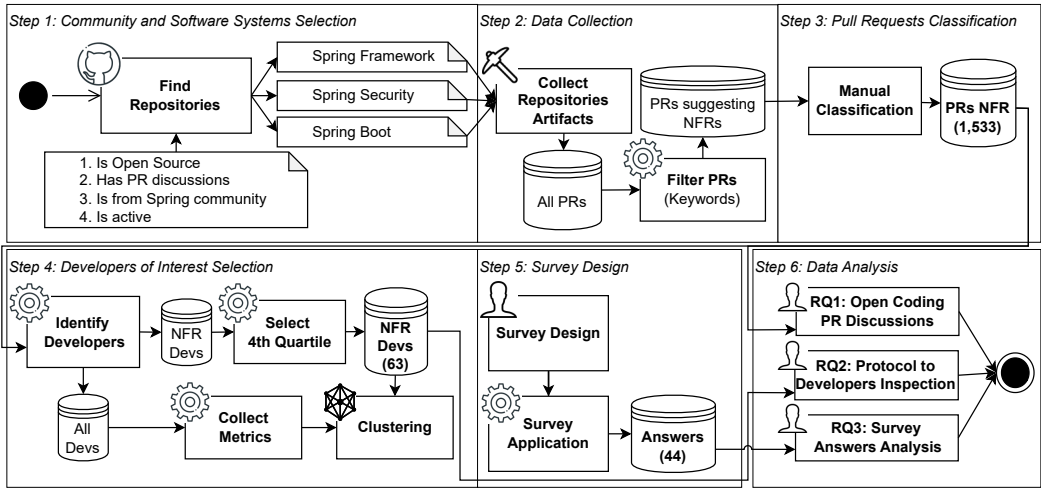 Step 1: Community and Software Systems Selection
Find
Repositories
Spring Framework
Spring Security
Spring Boot
1. Is Open Source
2. Has PR discussions
3. Is from Spring community
4. Is active
Step 2: Data Collection
Collect
Repositories
Artifacts
All PRs
PRs suggesting
NFRs
Filter PRs
(Keywords)
Step 3: Pull Requests Classification
Manual
Classification
PRs NFR
(1,533)
Step 4: Developers of Interest Selection
Identify
Developers
NFR
Devs
Select
4th Quartile
NFR
Devs
(63)
All
Devs
Collect
Metrics
Clustering
Step 5: Survey Design
Survey Design
Survey
Application
Answers
(44)
Step 6: Data Analysis
RQ1: Open Coding
PR Discussions
RQ2: Protocol to
Developers Inspection
RQ3: Survey
Answers Analysis